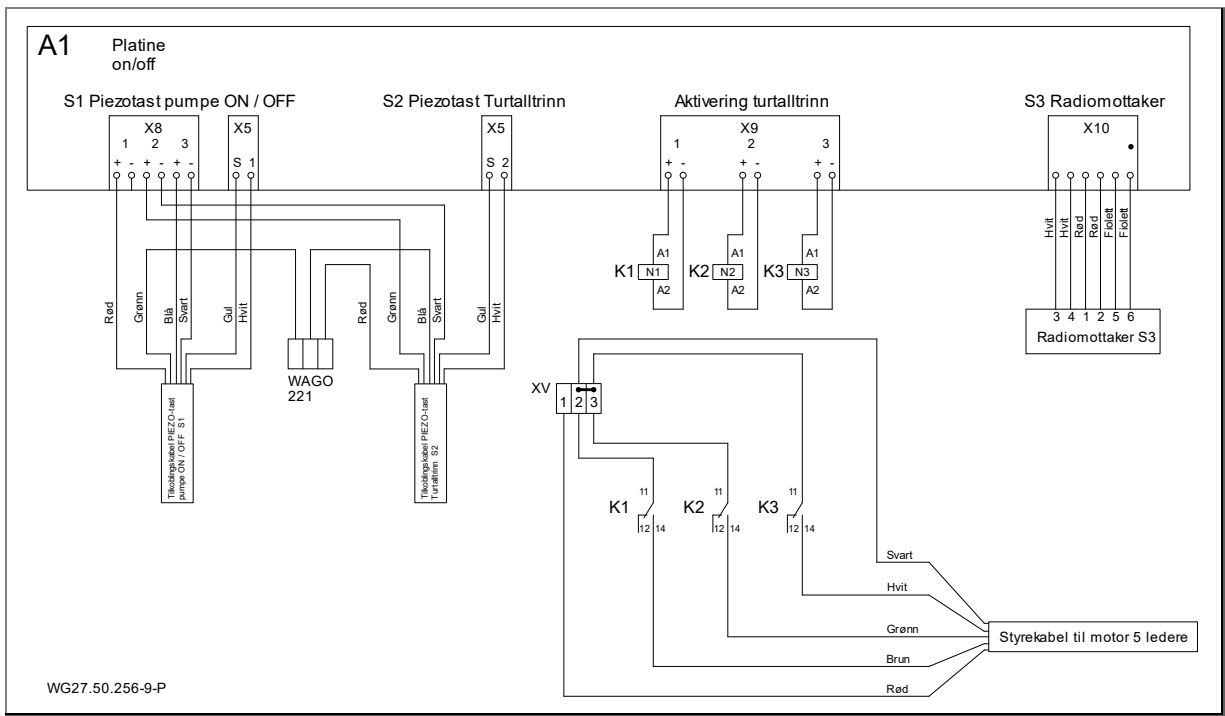 A1
Platine
on/off
S1 Piezotast pumpe ON / OFF
S2 Piezotast Turtalltrinn
Aktivering turtalltrinn
S3 Radiomottaker
X8
X5
X5
X9
X10
1 2 3
1 2 3
+ - + - + -
S 1
S 2
+ - + - + -
Hvit
Hvit
Rød
Rød
Fiolett
Fiolett
A1
A1
A1
K1 N1
K2 N2
K3 N3
A2
A2
A2
Rød
Grønn
Blå
Svart
Gul
Hvit
Rød
Grønn
Blå
Svart
Gul
Hvit
3 4 1 2 5 6
Radiomottaker S3
WAGO
221
XV
1 2 3
Tilkoblingskabel PIEZO-tast
pumpe ON / OFF S1
Tilkoblingskabel PIEZO-tast
Turtalltrinn S2
11
11
11
K1
K2
K3
12 14
12 14
12 14
Svart
Hvit
Grønn
Brun
Rød
Styrekabel til motor 5 ledere
WG27.50.256-9-P